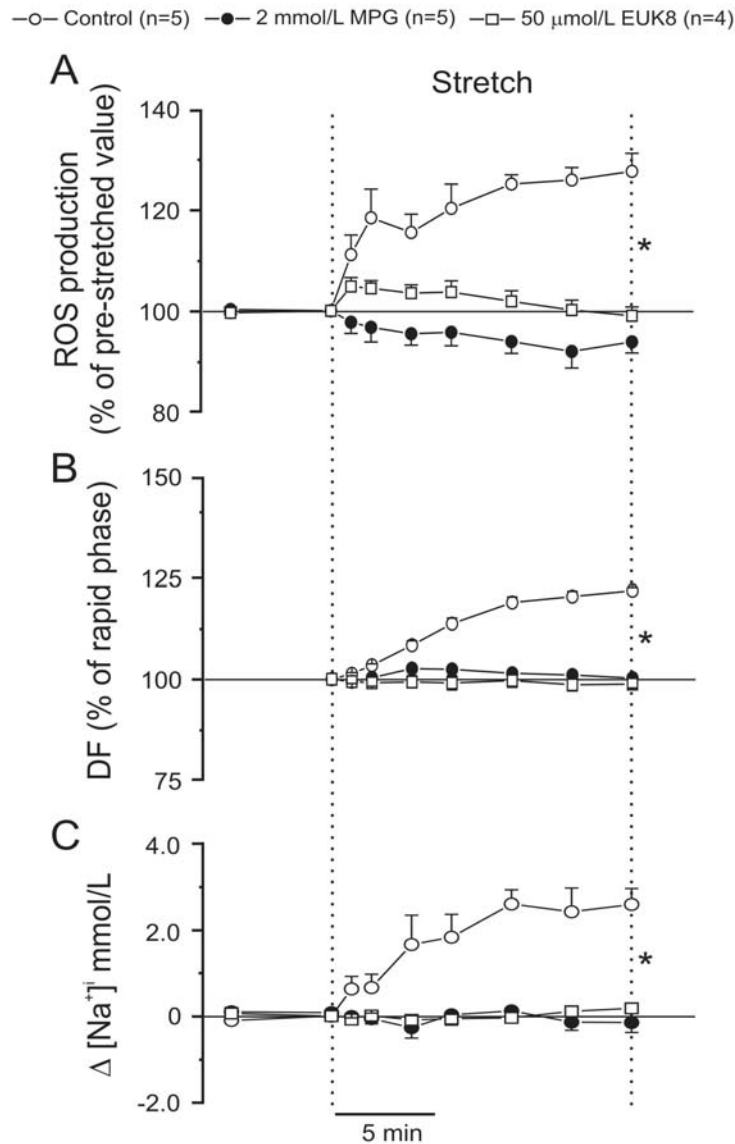 Control (n=5) 2 mmol/L MPG (n=5) 50 μmol/L EUK8 (n=4)
A
Stretch
ROS production
(% of pre-stretched value)
140
120
100
80
*
B
DF (% of rapid phase)
150
125
100
75
*
C
Δ [Na⁺]ⁱ mmol/L
4.0
2.0
0
-2.0
*
5 min